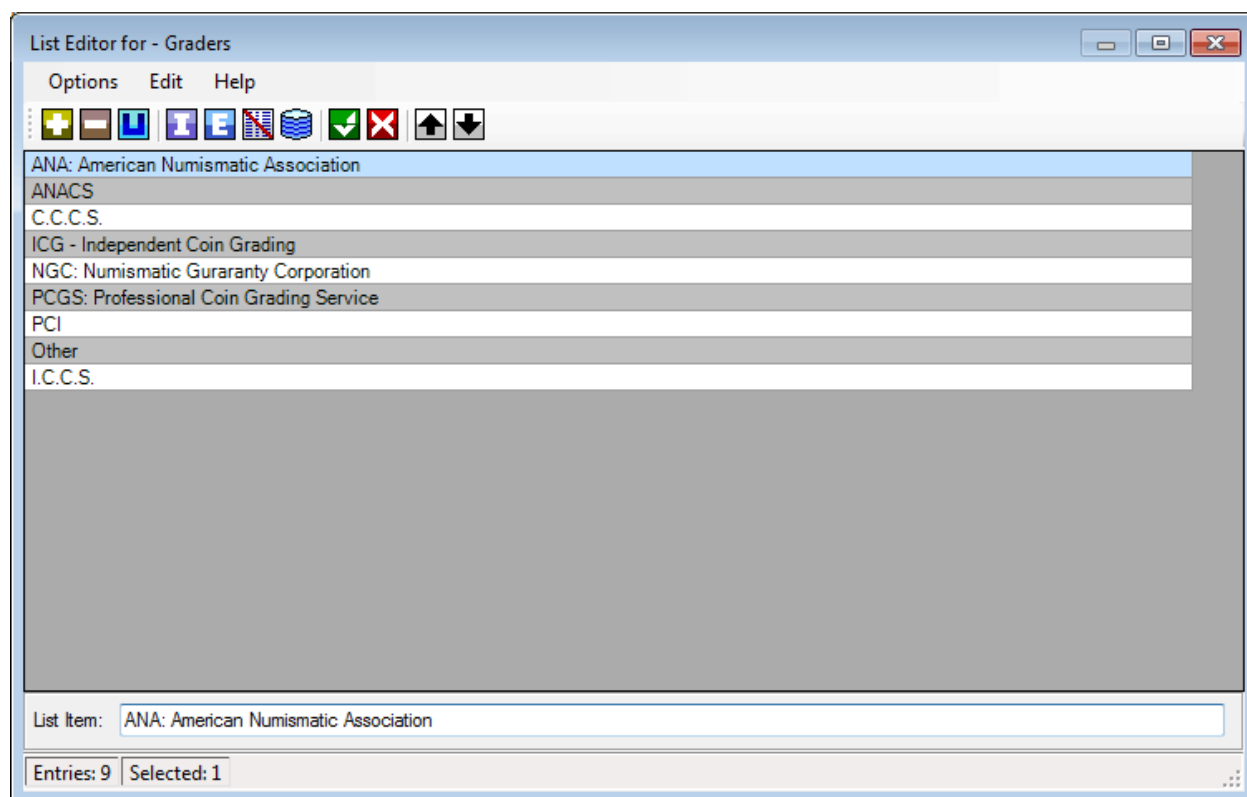 List Editor for - Graders
Options Edit Help
I E
ANA: American Numismatic Association
ANACS
C.C.C.S.
ICG - Independent Coin Grading
NGC: Numismatic Guraranty Corporation
PCGS: Professional Coin Grading Service
PCI
Other
I.C.C.S.
List Item: ANA: American Numismatic Association
Entries: 9 Selected: 1